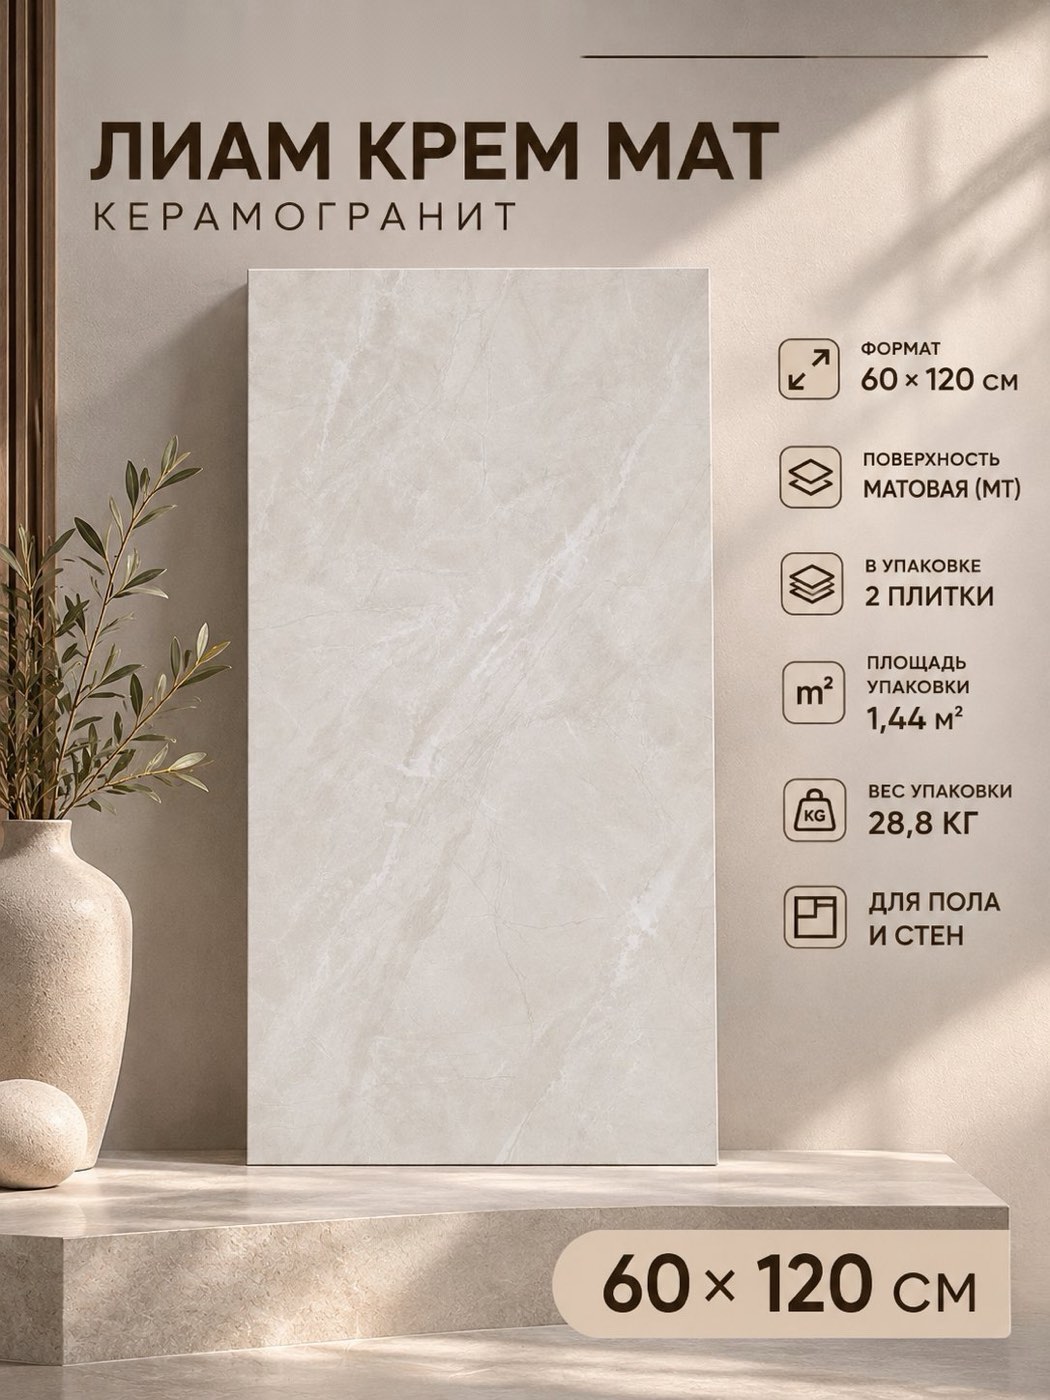 ЛИАМ КРЕМ МАТ
КЕРАМОГРАНИТ
ФОРМАТ
60 × 120 СМ
ПОВЕРХНОСТЬ
МАТОВАЯ (МТ)
В УПАКОВКЕ
2 ПЛИТКИ
m²
ПЛОЩАДЬ
УПАКОВКИ
1,44 м²
KG
ВЕС УПАКОВКИ
28,8 КГ
ДЛЯ ПОЛА
И СТЕН
60 × 120 СМ